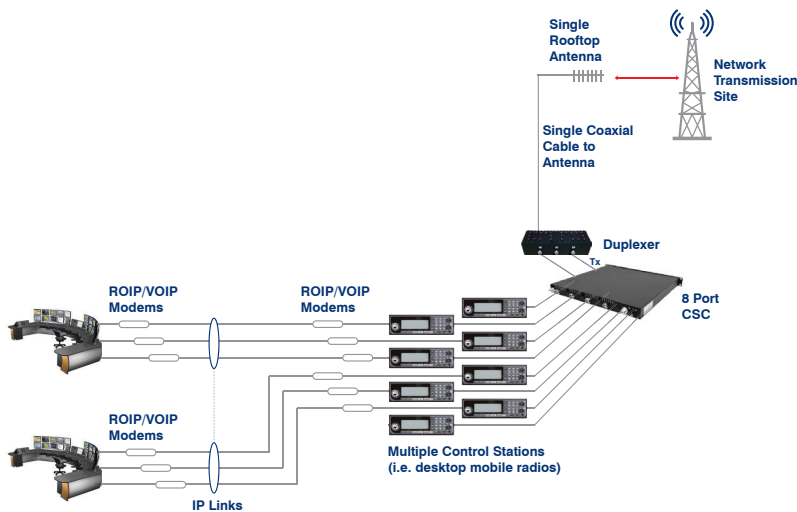 Single
Rooftop
Antenna
Network
Transmission
Site
Single Coaxial
Cable to
Antenna
Duplexer
Tx
8 Port
CSC
ROIP/VOIP
Modems
ROIP/VOIP
Modems
ROIP/VOIP
Modems
Multiple Control Stations
(i.e. desktop mobile radios)
IP Links